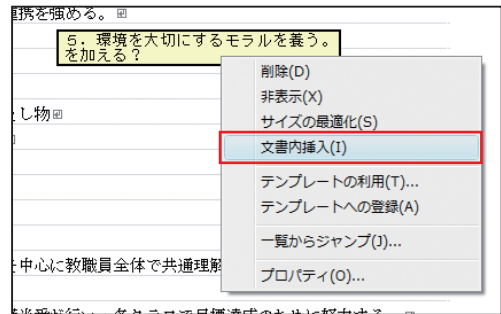 携を強める。
5．環境を大切にするモラルを養う。
を加える？
削除(D)
非表示(X)
サイズの最適化(S)
し物
文書内挿入(I)
テンプレートの利用(T)...
テンプレートへの登録(A)
一覧からジャンプ(J)...
中心に教職員全体で共通理解
プロパティ(O)...